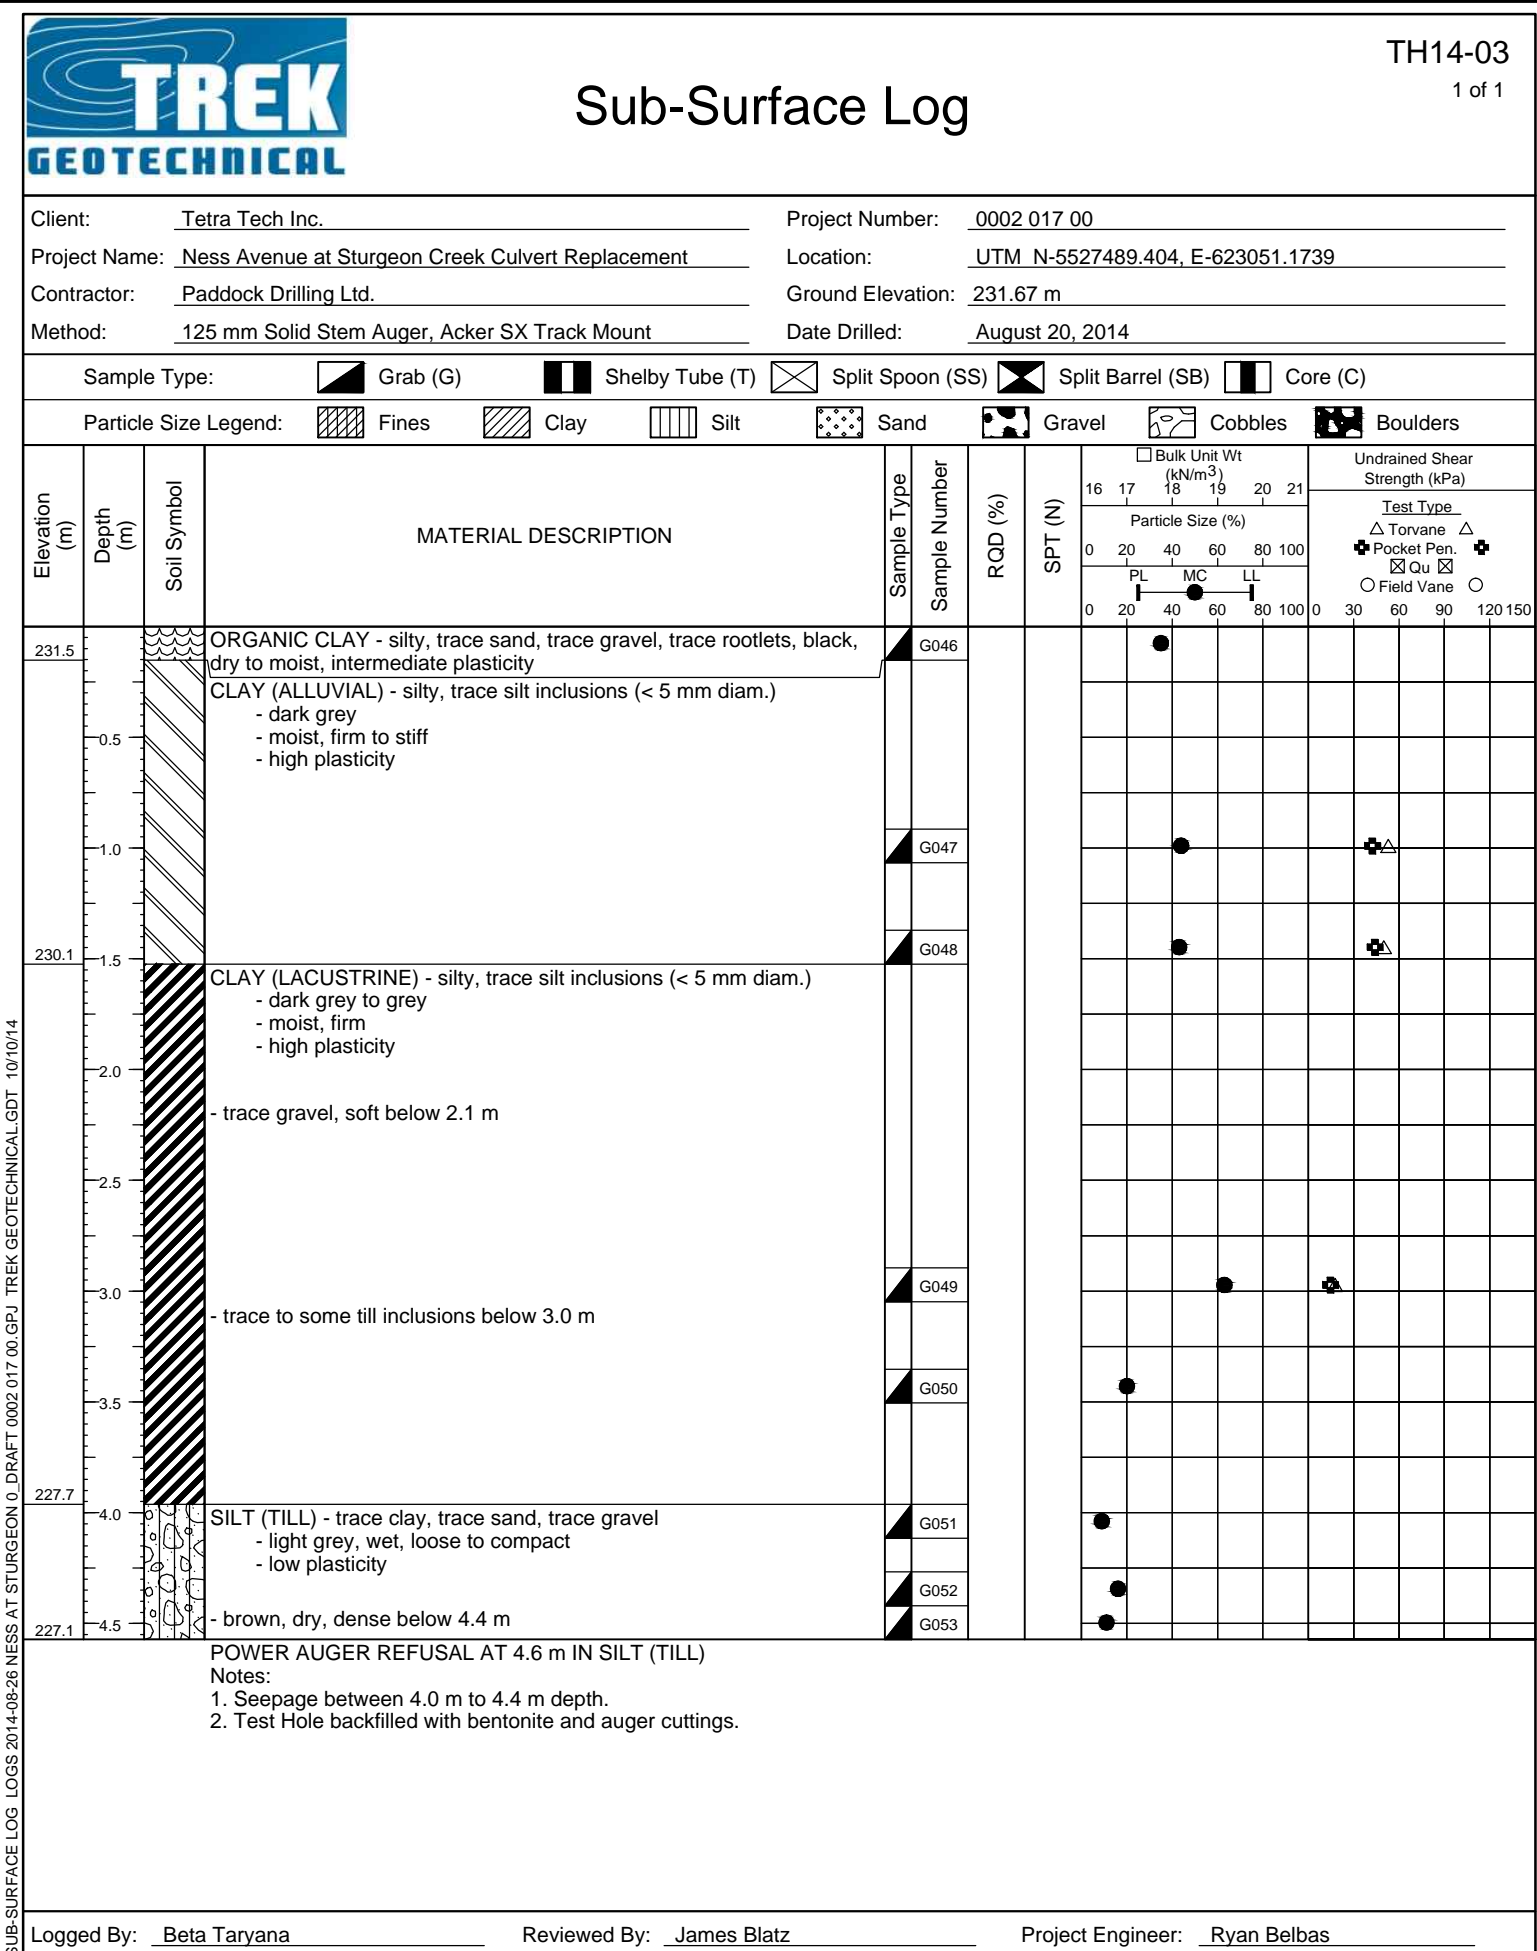 TREK
GEOTECHNICAL
Sub-Surface Log
TH14-03
1 of 1
Client: Tetra Tech Inc. Project Number: 0002 017 00
Project Name: Ness Avenue at Sturgeon Creek Culvert Replacement Location: UTM N-5527489.404, E-623051.1739
Contractor: Paddock Drilling Ltd. Ground Elevation: 231.67 m
Method: 125 mm Solid Stem Auger, Acker SX Track Mount Date Drilled: August 20, 2014
Sample Type: Grab (G) Shelby Tube (T) Split Spoon (SS) Split Barrel (SB) Core (C)
Particle Size Legend: Fines Clay Silt Sand Gravel Cobbles Boulders
Elevation (m)
Depth (m)
Soil Symbol
MATERIAL DESCRIPTION
Sample Type
Sample Number
RQD (%)
SPT (N)
Bulk Unit Wt
(kN/m3)
16 17 18 19 20 21
Particle Size (%)
0 20 40 60 80 100
PL MC LL
0 20 40 60 80 100
Undrained Shear
Strength (kPa)
Test Type
Torvane
Pocket Pen.
Qu
Field Vane
0 30 60 90 120 150
ORGANIC CLAY - silty, trace sand, trace gravel, trace rootlets, black,
231.5
G046
dry to moist, intermediate plasticity
CLAY (ALLUVIAL) - silty, trace silt inclusions (< 5 mm diam.)
- dark grey
0.5
- moist, firm to stiff
- high plasticity
1.0
G047
230.1
G048
1.5
CLAY (LACUSTRINE) - silty, trace silt inclusions (< 5 mm diam.)
- dark grey to grey
- moist, firm
- high plasticity
2.0
- trace gravel, soft below 2.1 m
2.5
G049
3.0
- trace to some till inclusions below 3.0 m
G050
3.5
227.7
4.0
SILT (TILL) - trace clay, trace sand, trace gravel
G051
- light grey, wet, loose to compact
- low plasticity
G052
- brown, dry, dense below 4.4 m
227.1
4.5
G053
POWER AUGER REFUSAL AT 4.6 m IN SILT (TILL)
Notes:
1. Seepage between 4.0 m to 4.4 m depth.
2. Test Hole backfilled with bentonite and auger cuttings.
SUB-SURFACE LOG LOGS 2014-08-26 NESS AT STURGEON 0_DRAFT 0002 017 00.GPJ TREK GEOTECHNICAL.GDT 10/10/14
Logged By: Beta Taryana Reviewed By: James Blatz Project Engineer: Ryan Belbas